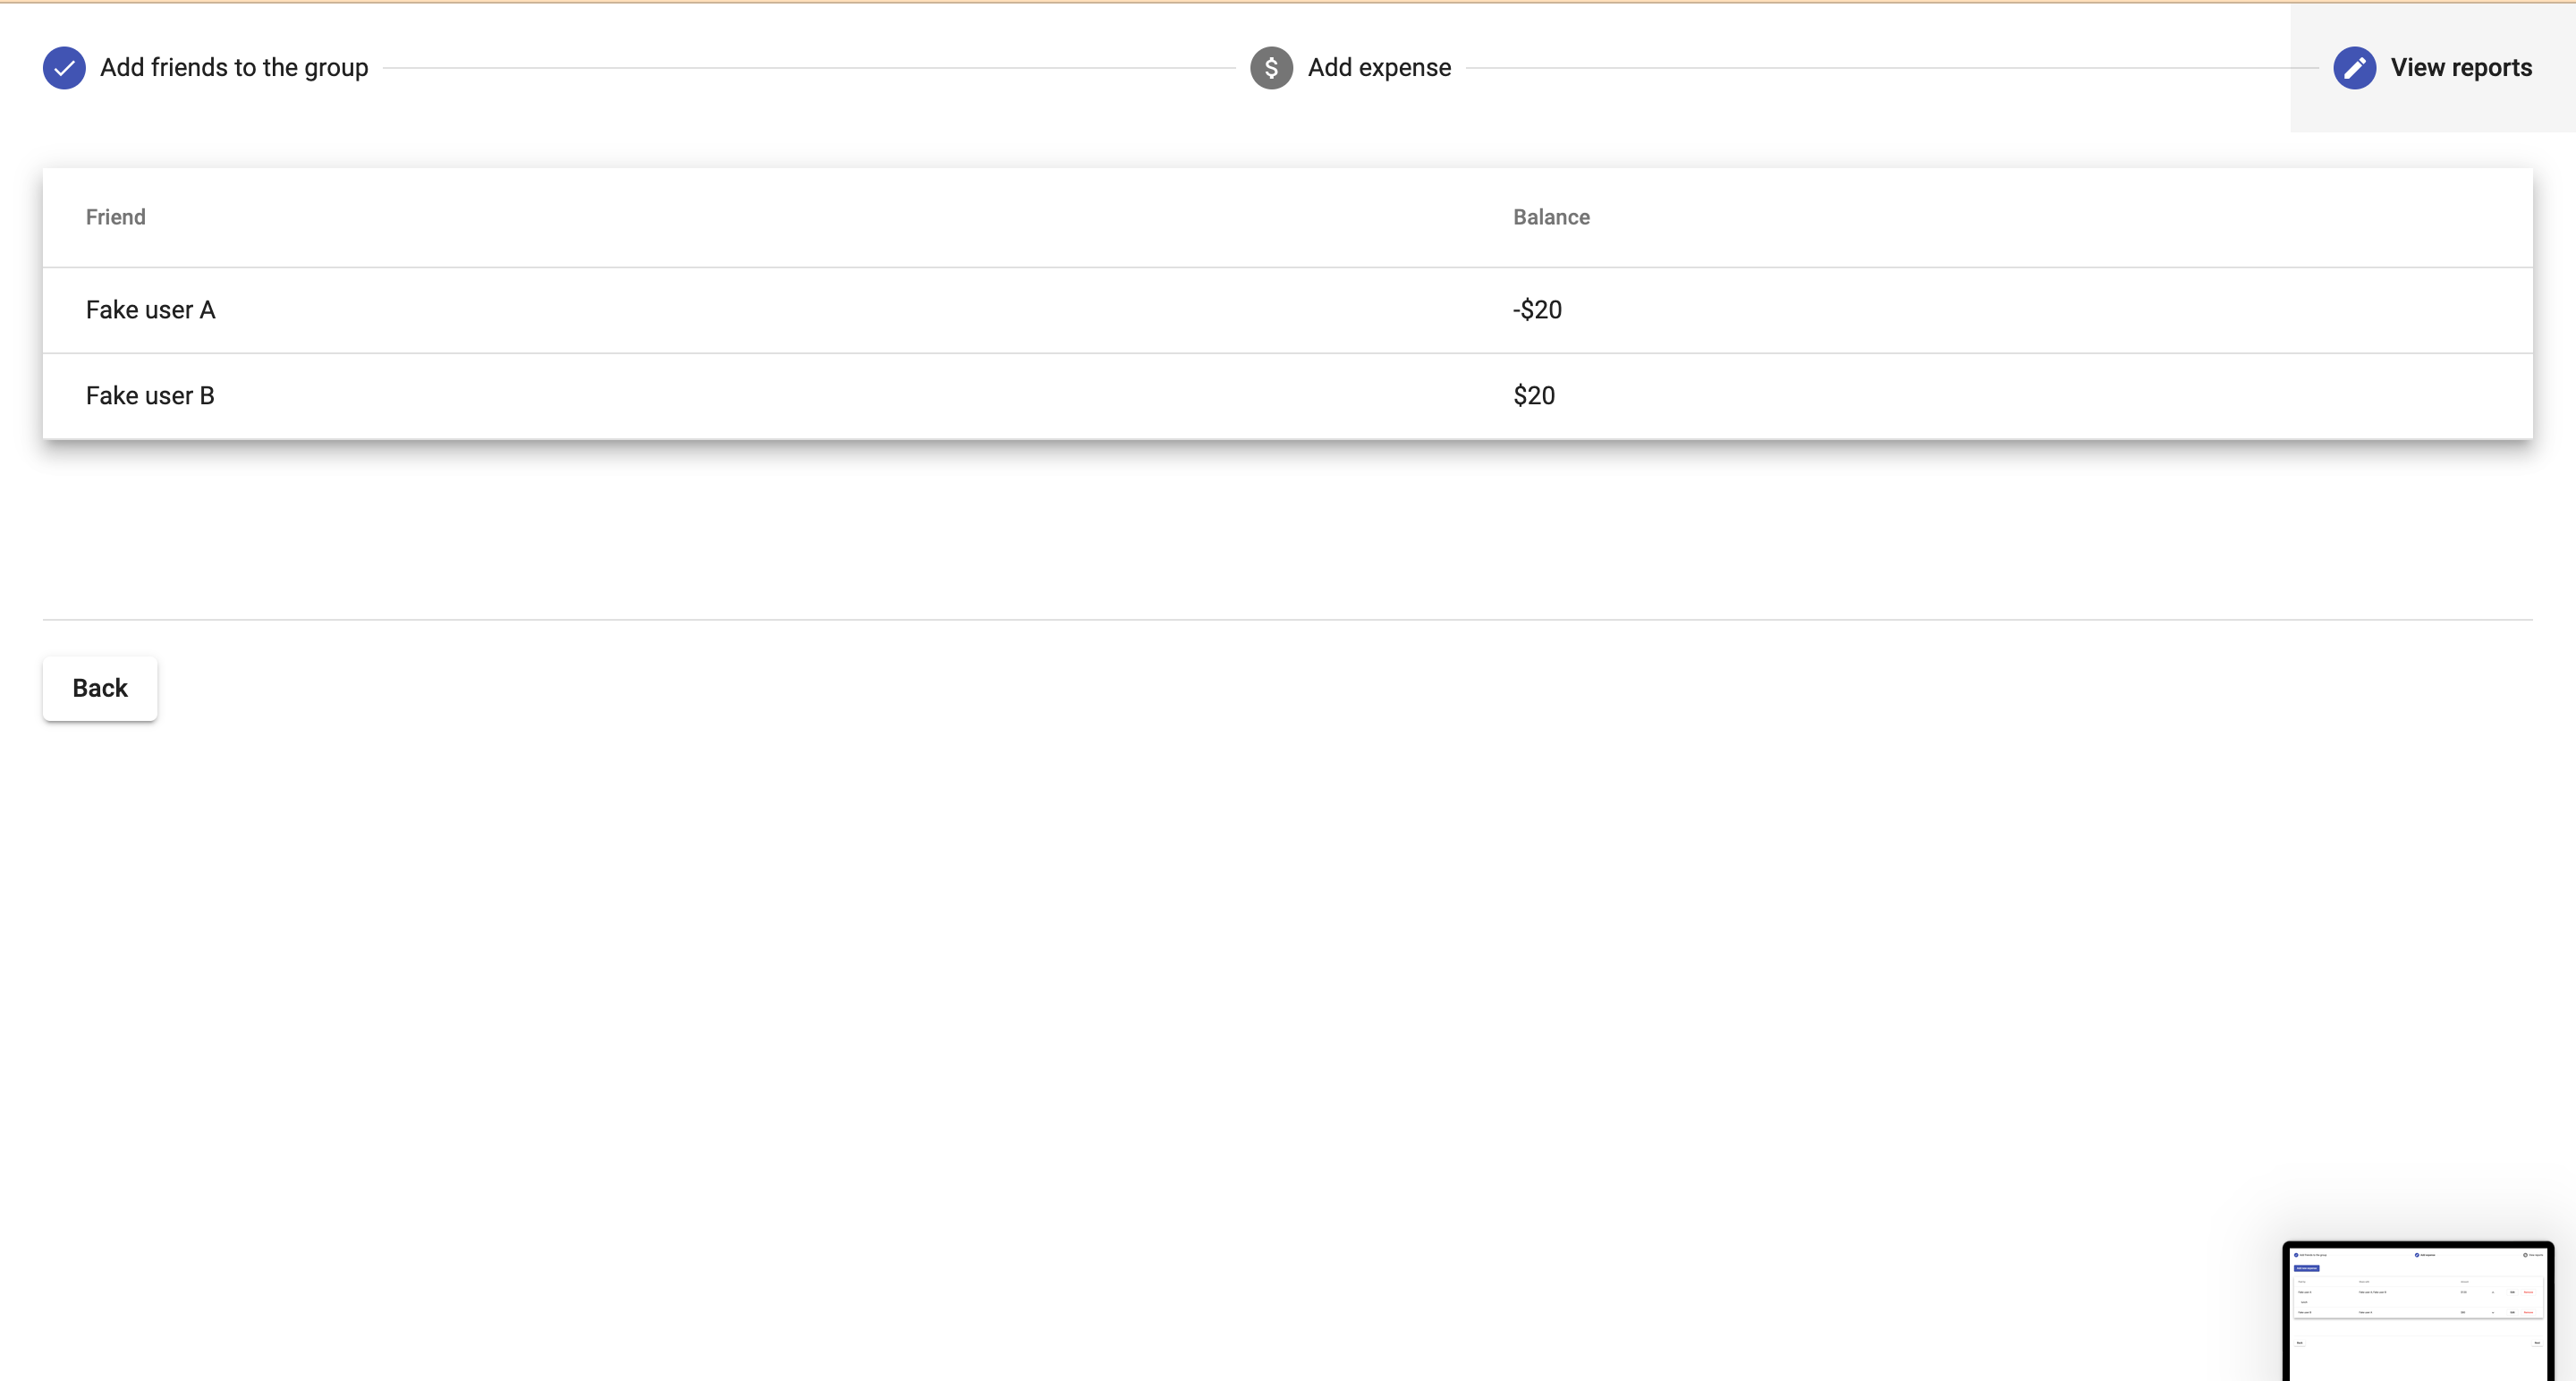 Add friends to the group
$ Add expense
View reports
Friend Balance
Fake user A -$20
Fake user B $20
Back